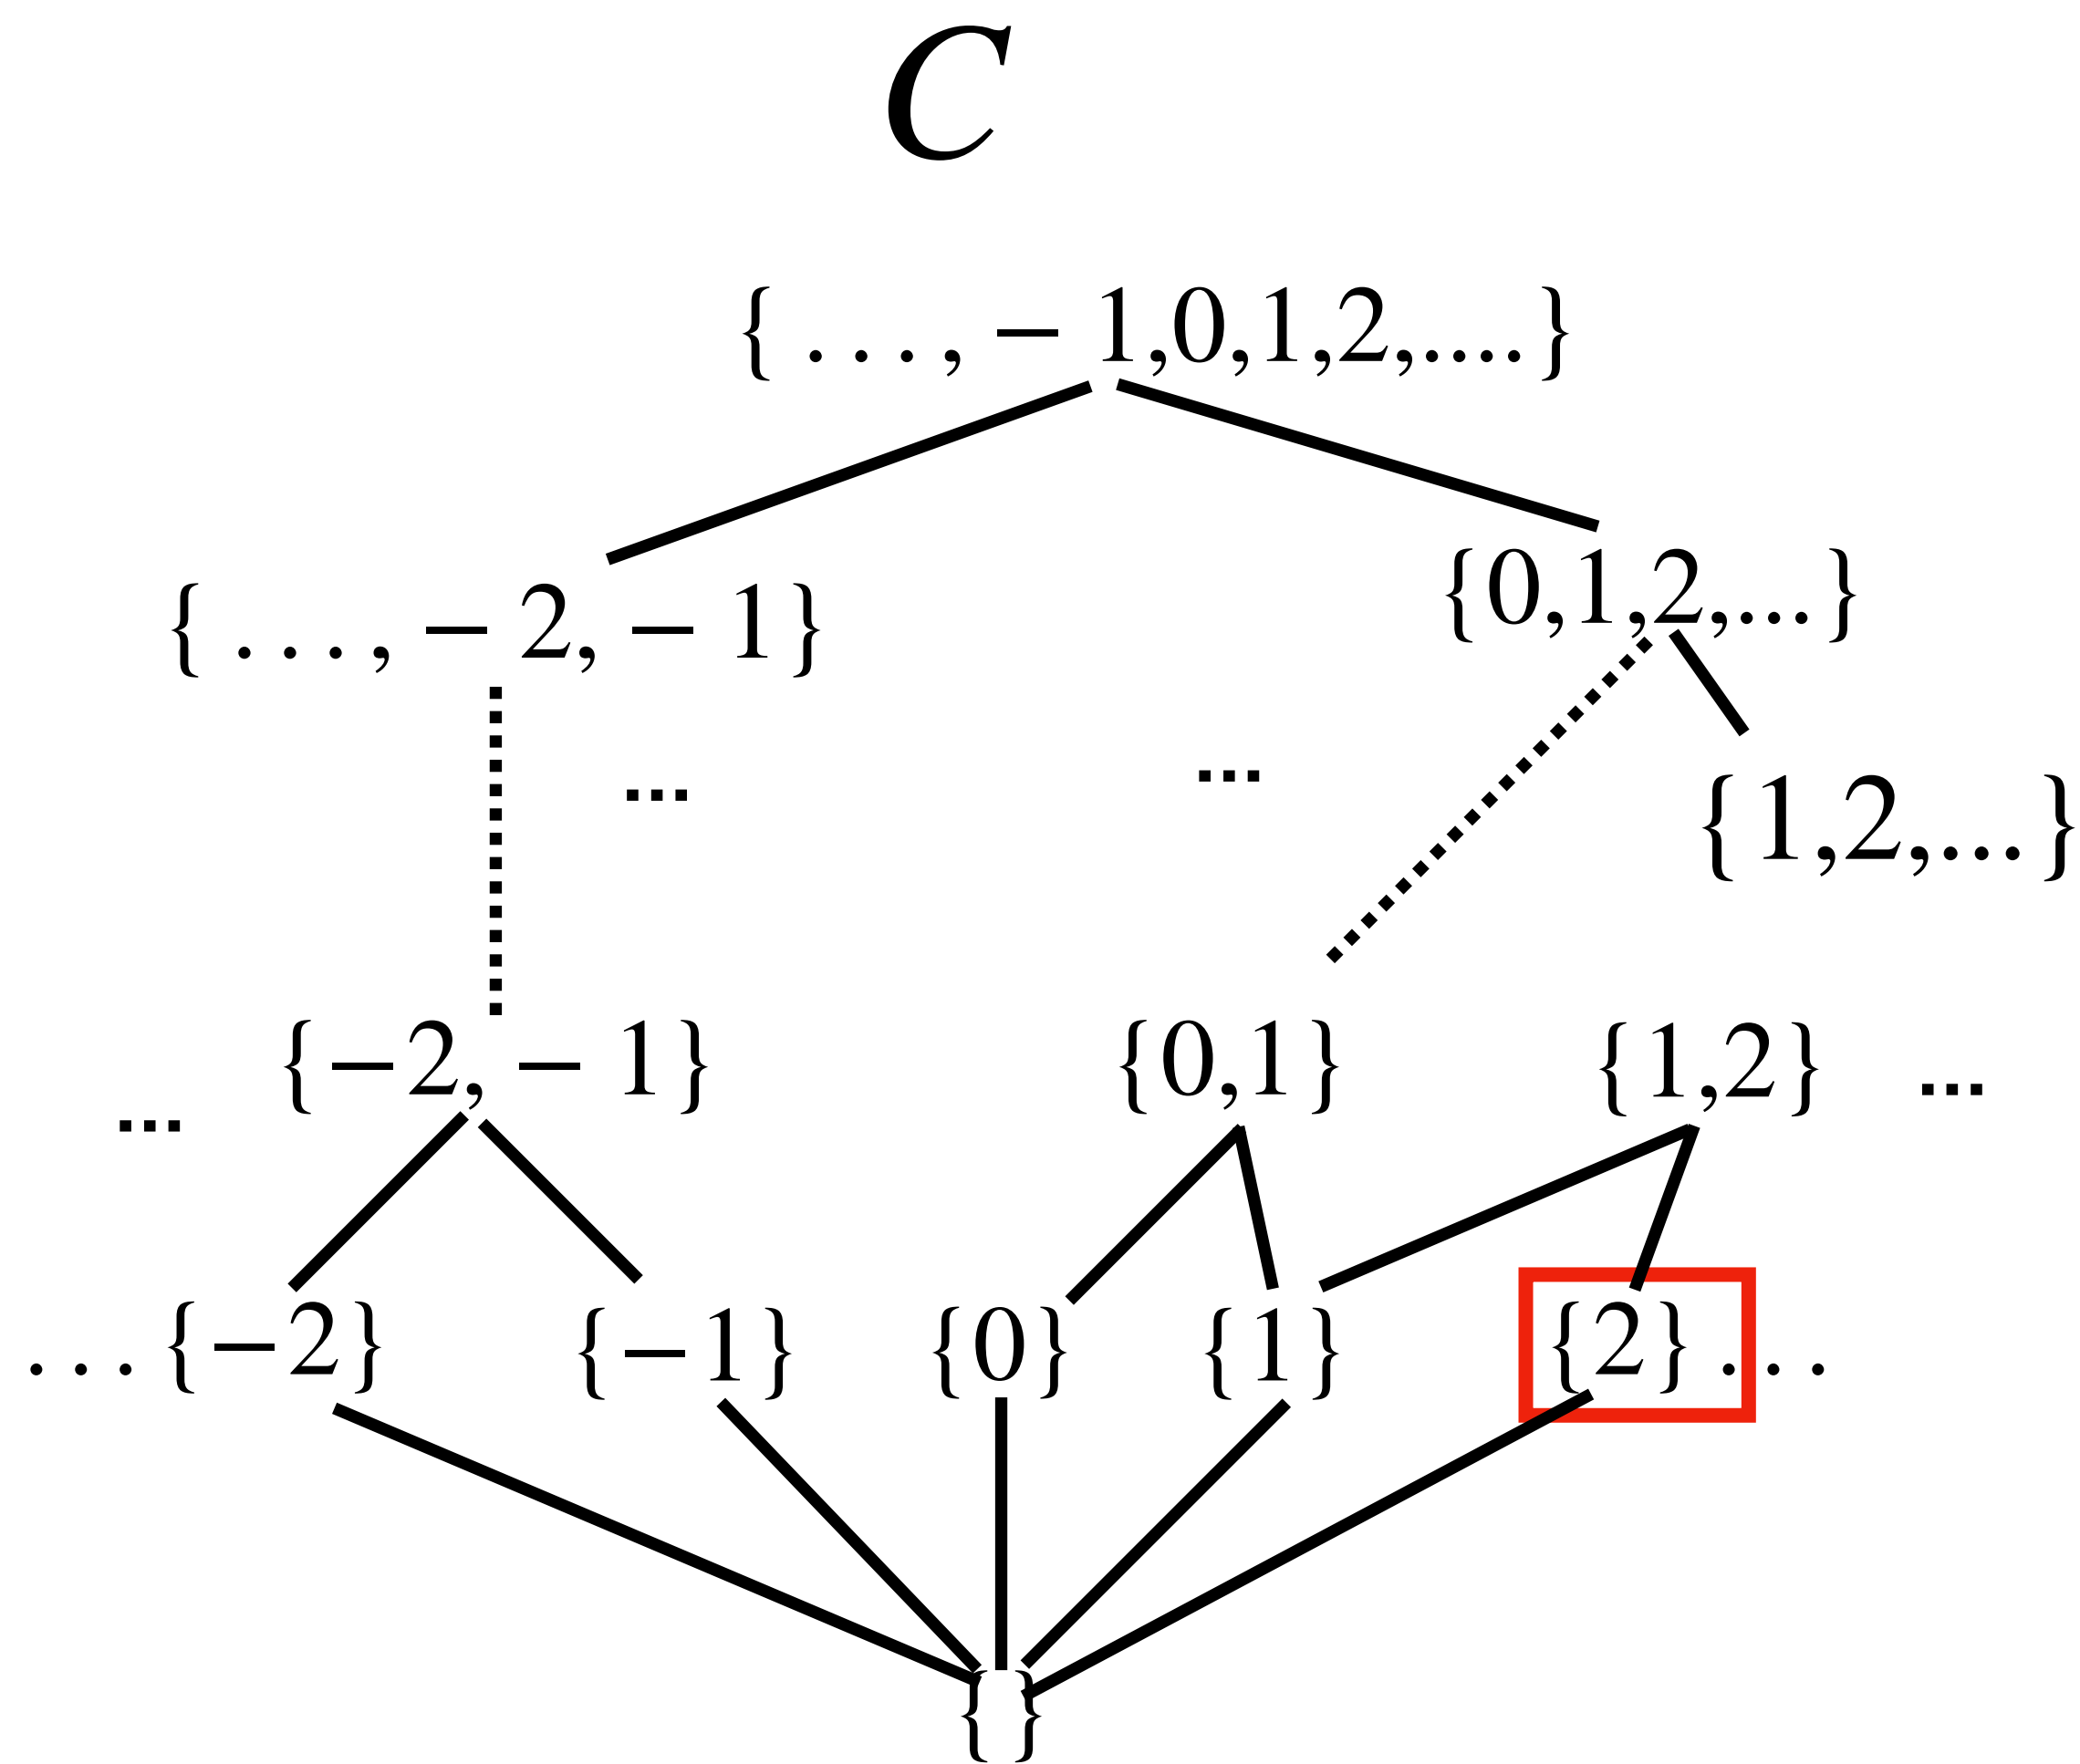 C
{ . . . , − 1,0,1,2,....}
{ . . . , − 2, − 1}
{0,1,2,...}
...
...
{1,2,...}
{−2, − 1}
{0,1}
{1,2}
...
...
. . . {−2}
{−1}
{0}
{1}
{2} . . .
{ }